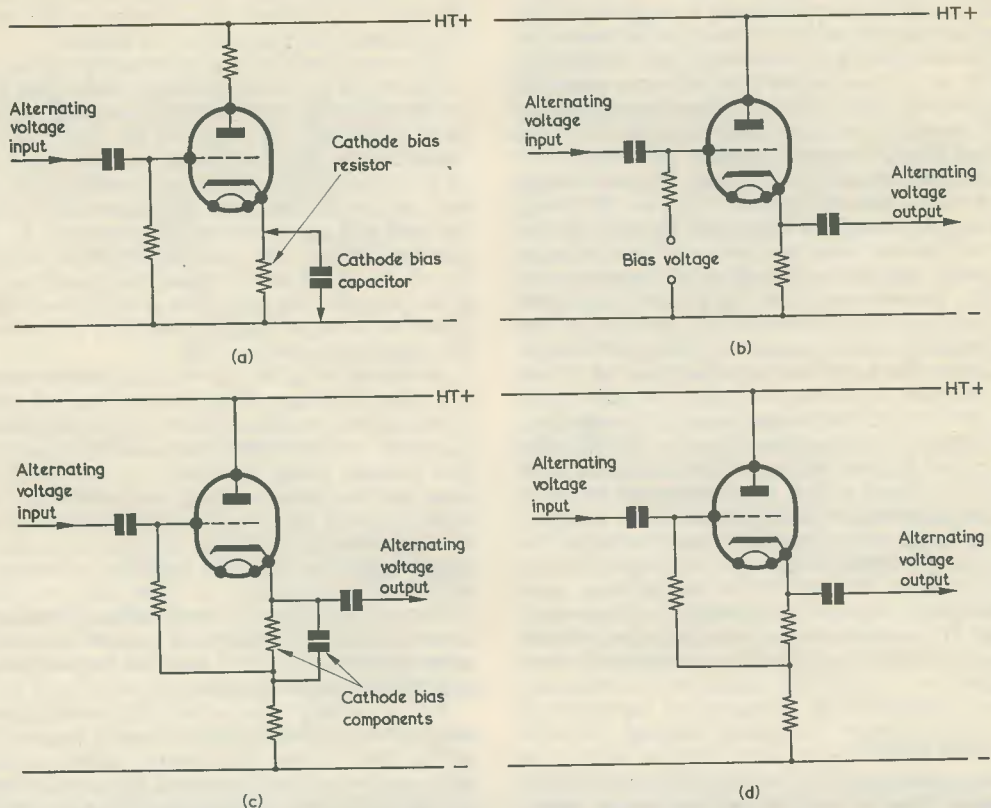 HT+
Alternating
voltage
input
Cathode bias
resistor
Cathode bias
capacitor
-
(a)
HT+
Alternating
voltage
input
Alternating
voltage
output
Bias voltage
-
(b)
HT+
Alternating
voltage
input
Alternating
voltage
output
Cathode bias
components
-
(c)
HT+
Alternating
voltage
input
Alternating
voltage
output
-
(d)